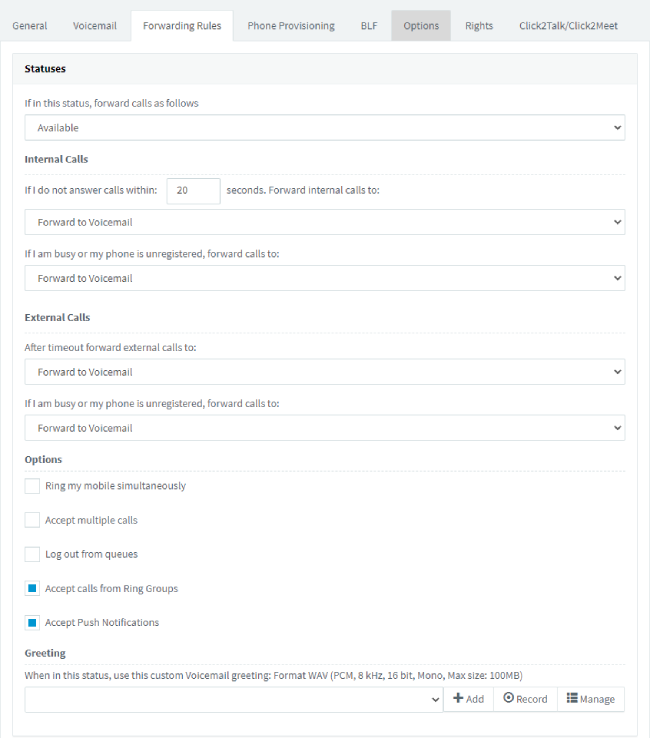 General Voicemail Forwarding Rules Phone Provisioning BLF Options Rights Click2Talk/Click2Meet
Statuses
If in this status, forward calls as follows
Available
Internal Calls
If I do not answer calls within: 20 seconds. Forward internal calls to:
Forward to Voicemail
If I am busy or my phone is unregistered, forward calls to:
Forward to Voicemail
External Calls
After timeout forward external calls to:
Forward to Voicemail
If I am busy or my phone is unregistered, forward calls to:
Forward to Voicemail
Options
Ring my mobile simultaneously
Accept multiple calls
Log out from queues
Accept calls from Ring Groups
Accept Push Notifications
Greeting
When in this status, use this custom Voicemail greeting: Format WAV (PCM, 8 kHz, 16 bit, Mono, Max size: 100MB)
Add Record Manage